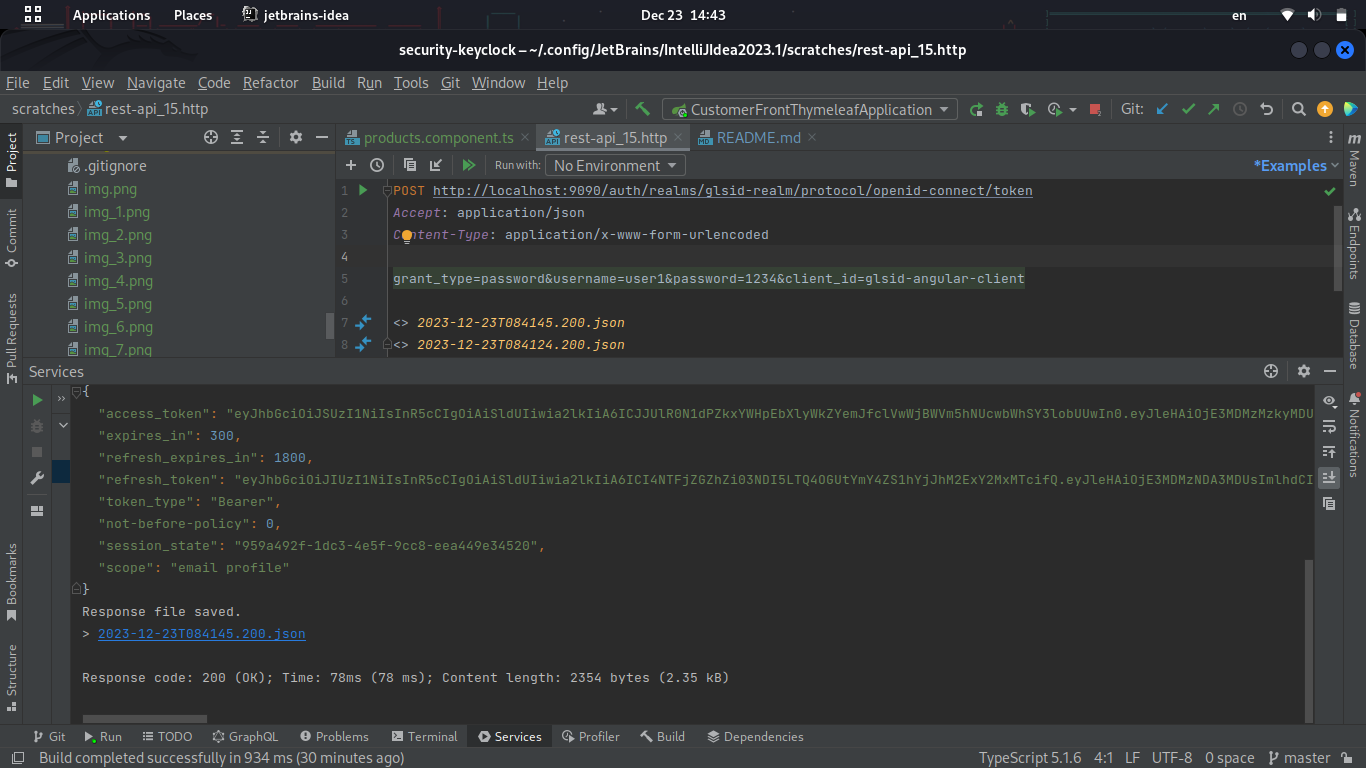 Applications Places jetbrains-idea Dec 23 14:43 en
security-keyclock – ~/.config/JetBrains/IntelliJIdea2023.1/scratches/rest-api_15.http
File Edit View Navigate Code Refactor Build Run Tools Git Window Help
scratches rest-api_15.http CustomerFrontThymeleafApplication Git:
Project products.component.ts rest-api_15.http README.md
Run with: No Environment *Examples
.gitignore
img.png
img_1.png
img_2.png
img_3.png
img_4.png
img_5.png
img_6.png
img_7.png
1 POST http://localhost:9090/auth/realms/glsid-realm/protocol/openid-connect/token
2 Accept: application/json
3 Content-Type: application/x-www-form-urlencoded
4
5 grant_type=password&username=user1&password=1234&client_id=glsid-angular-client
6
7 <> 2023-12-23T084145.200.json
8 <> 2023-12-23T084124.200.json
Project
Commit
Pull Requests
Bookmarks
Structure
Maven
Endpoints
Database
Notifications
Services
{
"access_token": "eyJhbGciOiJSUzI1NiIsInR5cCIgOiAiSldUIiwia2lkIiA6ICJJUlR0N1dPZkxYWHpEbXlyWkZYemJfclVwWjBWVm5hNUcwbWhSY3lobUUwIn0.eyJleHAiOjE3MDMzMzkyMDU
"expires_in": 300,
"refresh_expires_in": 1800,
"refresh_token": "eyJhbGciOiJIUzI1NiIsInR5cCIgOiAiSldUIiwia2lkIiA6ICI4NTFjZGZhZi03NDI5LTQ4OGUtYmY4ZS1hYjJhM2ExY2MxMTcifQ.eyJleHAiOjE3MDMzNDA3MDUsImlhdCI
"token_type": "Bearer",
"not-before-policy": 0,
"session_state": "959a492f-1dc3-4e5f-9cc8-eea449e34520",
"scope": "email profile"
}
Response file saved.
> 2023-12-23T084145.200.json
Response code: 200 (OK); Time: 78ms (78 ms); Content length: 2354 bytes (2.35 kB)
Git Run TODO GraphQL Problems Terminal Services Profiler Build Dependencies
Build completed successfully in 934 ms (30 minutes ago) TypeScript 5.1.6 4:1 LF UTF-8 0 space master